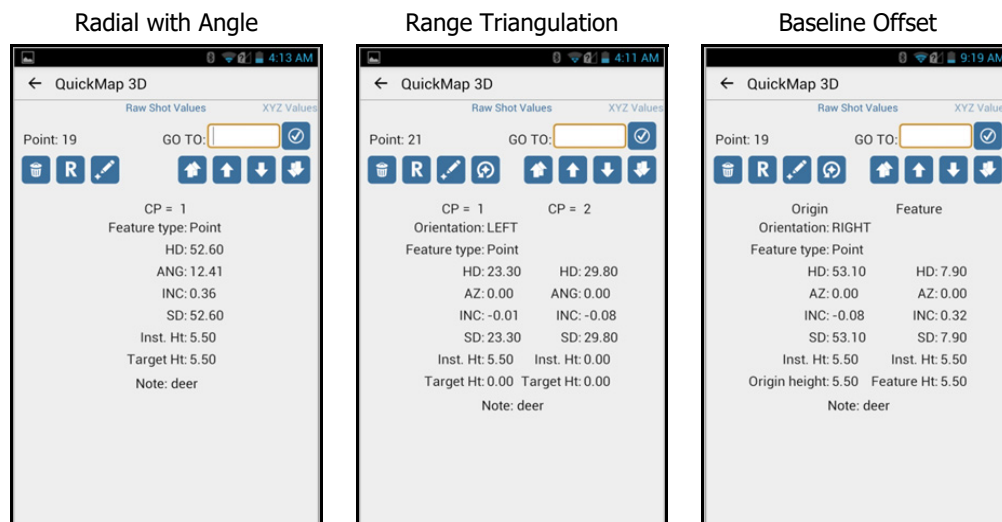 Radial with Angle
4:13 AM
QuickMap 3D
Raw Shot Values XYZ Values
Point: 19 GO TO:
R
CP = 1
Feature type: Point
HD: 52.60
ANG: 12.41
INC: 0.36
SD: 52.60
Inst. Ht: 5.50
Target Ht: 5.50
Note: deer
Range Triangulation
4:11 AM
QuickMap 3D
Raw Shot Values XYZ Values
Point: 21 GO TO:
R
CP = 1 CP = 2
Orientation: LEFT
Feature type: Point
HD: 23.30 HD: 29.80
AZ: 0.00 ANG: 0.00
INC: -0.01 INC: -0.08
SD: 23.30 SD: 29.80
Inst. Ht: 5.50 Inst. Ht: 0.00
Target Ht: 0.00 Target Ht: 0.00
Note: deer
Baseline Offset
9:19 AM
QuickMap 3D
Raw Shot Values XYZ Value
Point: 19 GO TO:
R
Origin Feature
Orientation: RIGHT
Feature type: Point
HD: 53.10 HD: 7.90
AZ: 0.00 AZ: 0.00
INC: -0.08 INC: 0.32
SD: 53.10 SD: 7.90
Inst. Ht: 5.50 Inst. Ht: 5.50
Origin height: 5.50 Feature Ht: 5.50
Note: deer